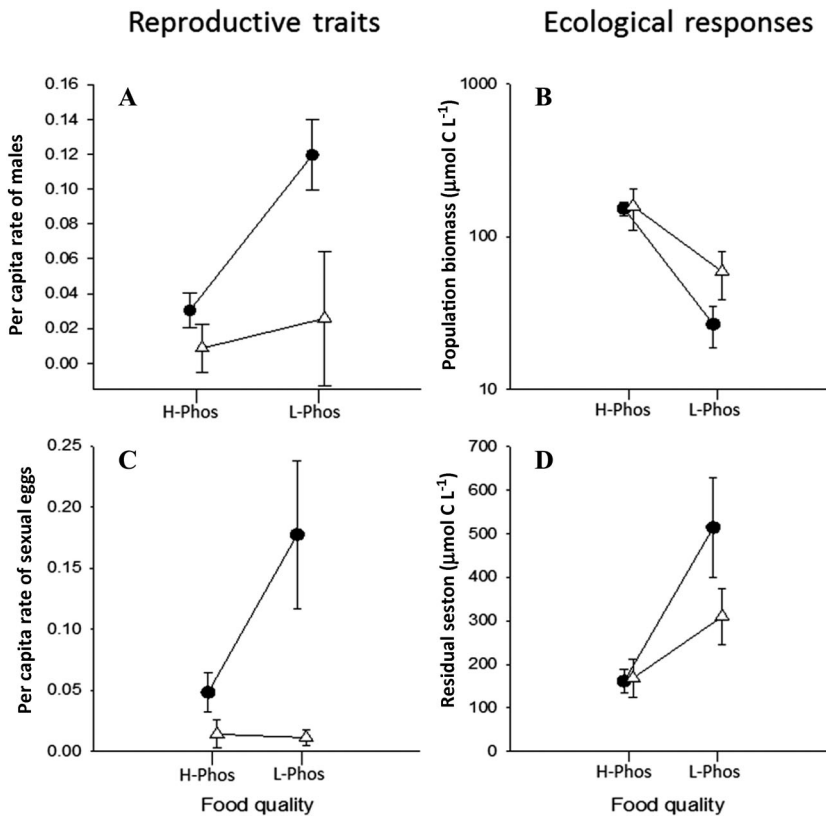 Reproductive traits
Ecological responses
A
Per capita rate of males
0.16
0.14
0.12
0.10
0.08
0.06
0.04
0.02
0.00
H-Phos L-Phos
B
Population biomass (µmol C L⁻¹)
1000
100
10
H-Phos L-Phos
C
Per capita rate of sexual eggs
0.25
0.20
0.15
0.10
0.05
0.00
H-Phos L-Phos
Food quality
D
Residual seston (µmol C L⁻¹)
700
600
500
400
300
200
100
0
H-Phos L-Phos
Food quality